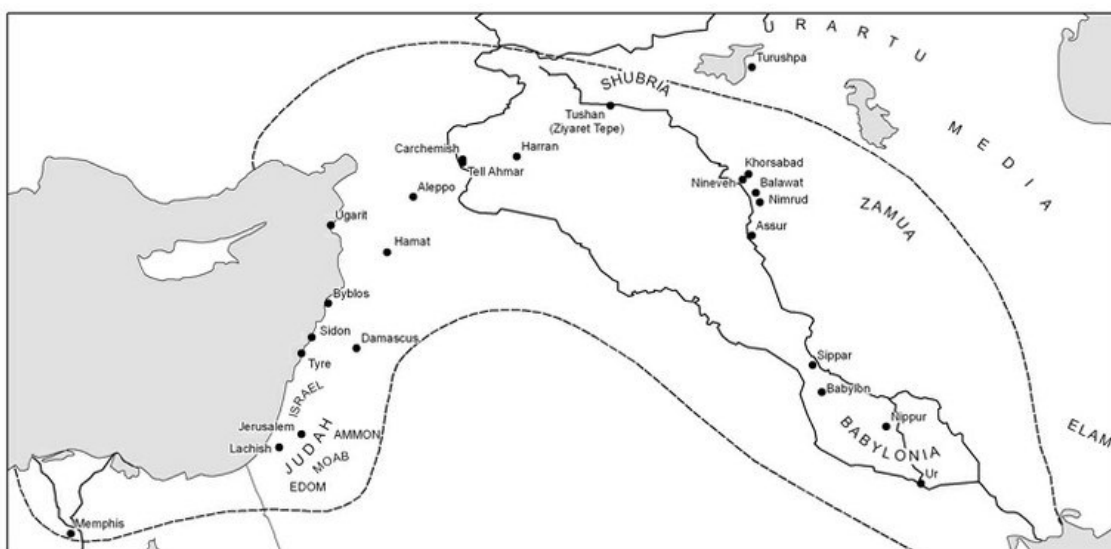 URARTU
Turushpa
SHUBRIA
MEDIA
Tushan
(Ziyaret Tepe)
Carchemish
Harran
Tell Ahmar
Khorsabad
Nineveh
Balawat
Aleppo
Nimrud
ZAMUA
Ugarit
Assur
Hamat
Byblos
Sidon
Damascus
Tyre
Sippar
ISRAEL
Babylon
Jerusalem
JUDAH
AMMON
Nippur
ELAM
Lachish
MOAB
BABYLONIA
EDOM
Ur
Memphis